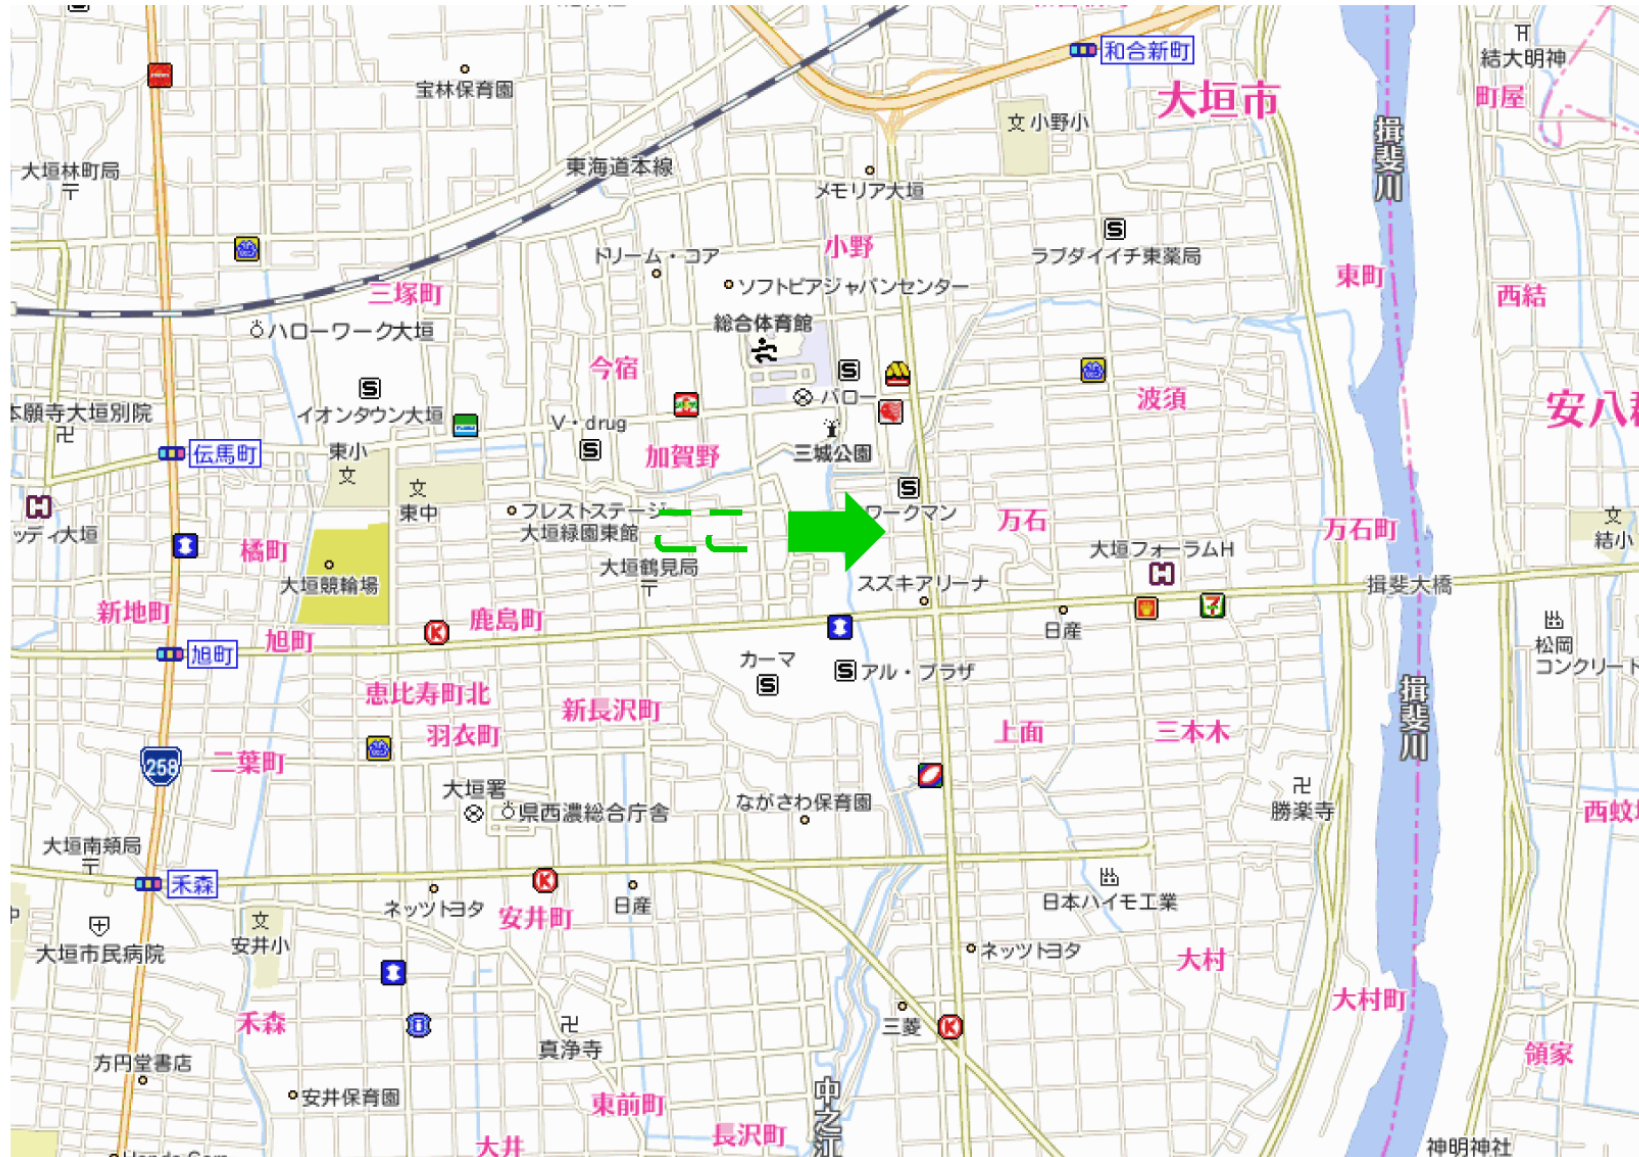 和合新町
結大明神
宝林保育園
町屋
大垣市
小野小
揖斐川
東海道本線
大垣林町局
メモリア大垣
小野
ドリーム・コア
ラブダイイチ東薬局
東町
ソフトピアジャパンセンター
西結
三塚町
総合体育館
ハローワーク大垣
今宿
S
S
バロー
波須
本願寺大垣別院
イオンタウン大垣
V・drug
安八郡
伝馬町
東小
文
S
加賀野
三城公園
文
東中
S
フレストステージ
大垣緑園東館
ワークマン
万石
万石町
文
結小
H
ッディ大垣
橘町
大垣フォーラムH
大垣競輪場
大垣鶴見局
〒
H
スズキアリーナ
揖斐大橋
新地町
鹿島町
K
7
旭町
旭町
日産
松岡
コンクリート
カーマ
S
S
アル・プラザ
恵比寿町北
新長沢町
揖斐川
羽衣町
上面
三本木
258
二葉町
大垣署
県西濃総合庁舎
ながさわ保育園
勝楽寺
大垣南頬局
〒
禾森
K
ネットヨタ
日産
日本ハイモ工業
安井町
文
安井小
大垣市民病院
ネッツトヨタ
大村
大村町
禾森
三菱
K
真浄寺
方円堂書店
領家
安井保育園
東前町
中之江
長沢町
大井
神明神社